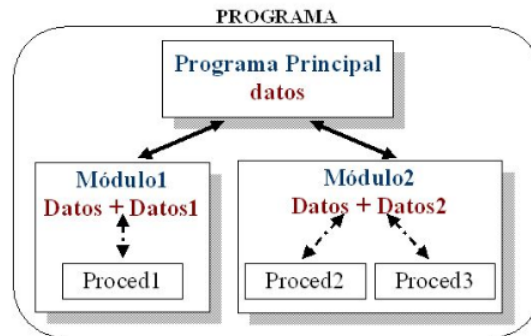 PROGRAMA
Programa Principal
datos
Módulo1
Datos + Datos1
Proced1
Módulo2
Datos + Datos2
Proced2
Proced3